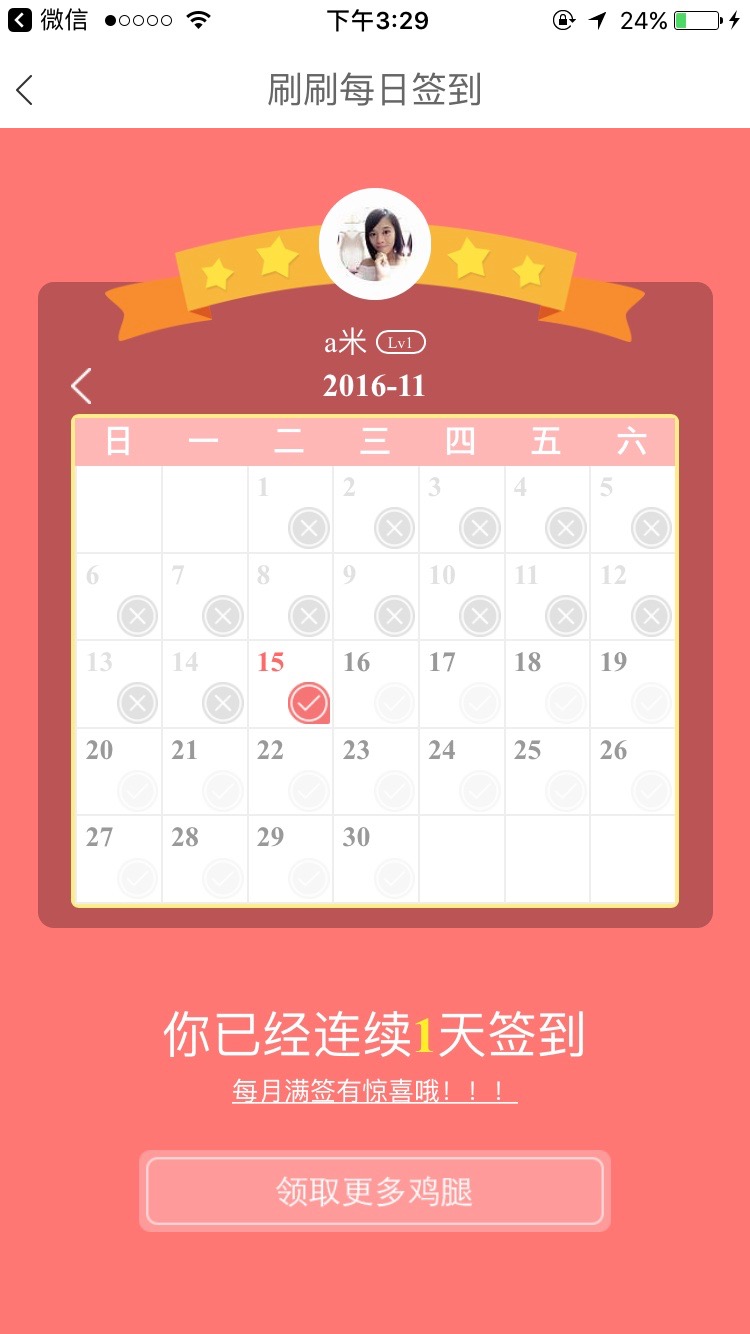 微信 下午3:29 24%
刷刷每日签到
a米 Lv1
2016-11
日 一 二 三 四 五 六
1 2 3 4 5
6 7 8 9 10 11 12
13 14 15 16 17 18 19
20 21 22 23 24 25 26
27 28 29 30
你已经连续1天签到
每月满签有惊喜哦！！！
领取更多鸡腿